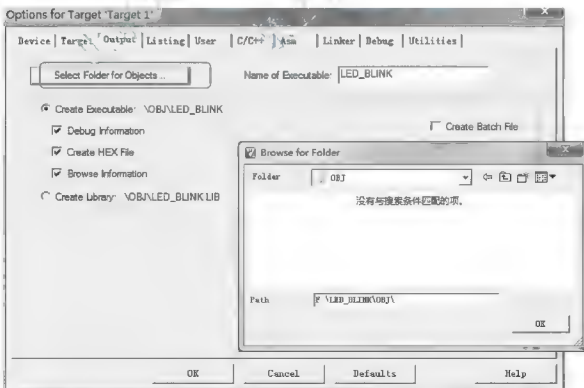 Options for Target 'Target 1'
Device | Target | Output | Listing | User | C/C++ | Asm | Linker | Debug | Utilities |
Select Folder for Objects...
Name of Executable: LED_BLINK
Create Executable: \OBJ\LED_BLINK
Debug Information
Create Batch File
Create HEX File
Browse Information
Create Library: \OBJ\LED_BLINK LIB
Browse for Folder
Folder
OBJ
没有与搜索条件匹配的项。
Path
F \LED_BLINK\OBJ\
OK
OK
Cancel
Defaults
Help